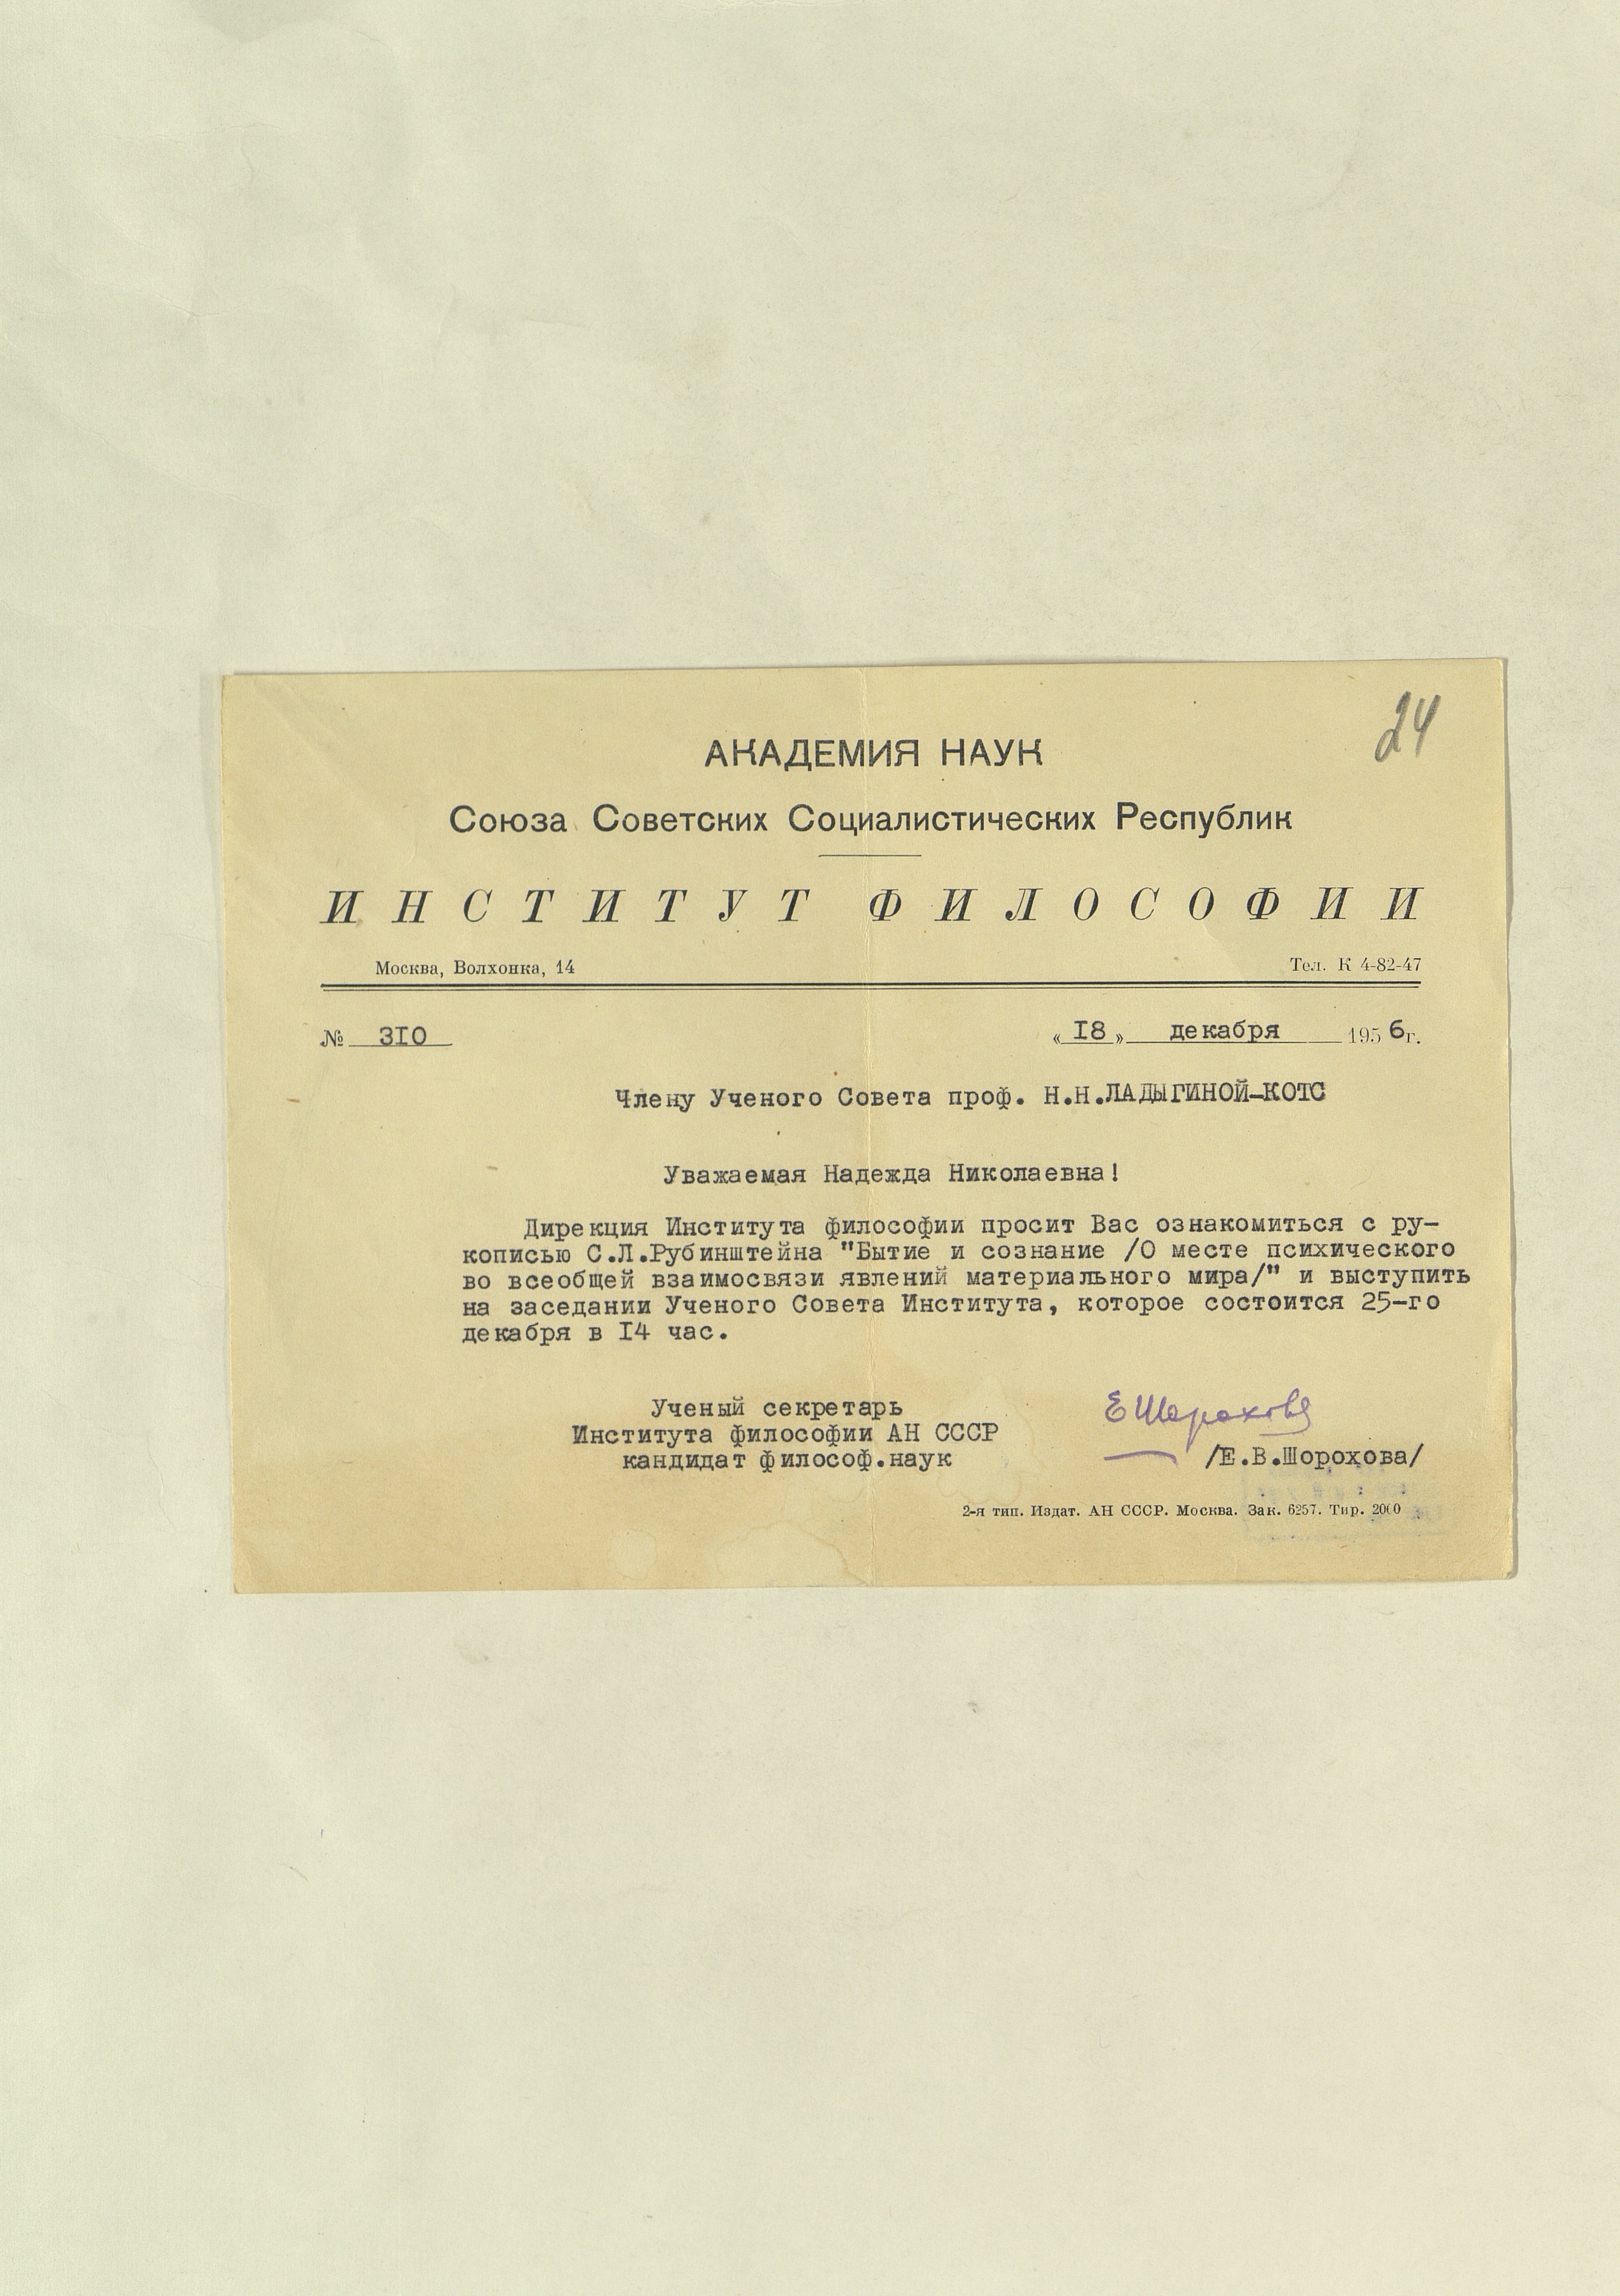 24
АКАДЕМИЯ НАУК
Союза Советских Социалистических Республик
ИНСТИТУТ ФИЛОСОФИИ
Москва, Волхонка, 14 Тел. К 4-82-47
№ 310 «18» декабря 1956г.
Члену Ученого Совета проф. Н.Н.ЛАДЫГИНОЙ-КОТС
Уважаемая Надежда Николаевна!
Дирекция Института философии просит Вас ознакомиться с ру-
кописью С.Л.Рубинштейна "Бытие и сознание /О месте психического
во всеобщей взаимосвязи явлений материального мира/" и выступить
на заседании Ученого Совета Института, которое состоится 25-го
декабря в 14 час.
Ученый секретарь
Института философии АН СССР
кандидат философ.наук
ЕШорохова
/Е.В.Шорохова/
2-я тип. Издат. АН СССР. Москва. Зак. 6257. Тир. 2000